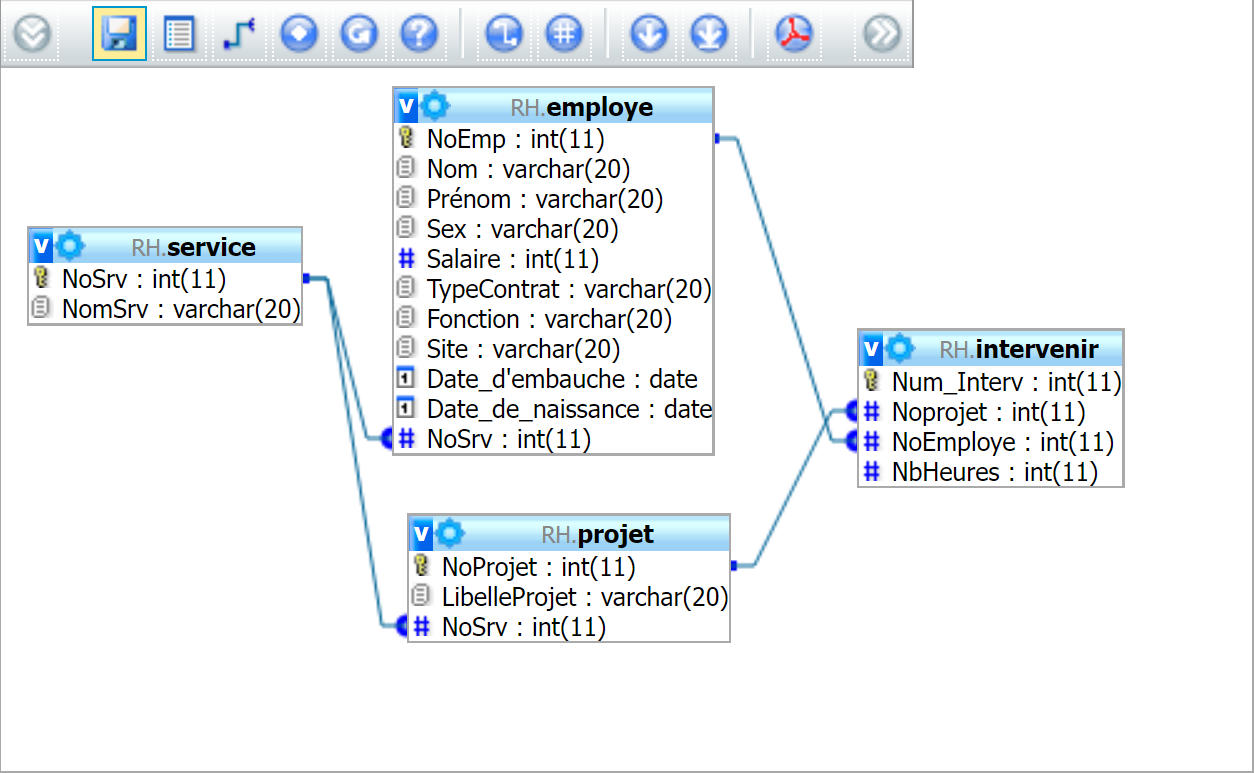 RH.employe
NoEmp : int(11)
Nom : varchar(20)
Prénom : varchar(20)
Sex : varchar(20)
Salaire : int(11)
TypeContrat : varchar(20)
Fonction : varchar(20)
Site : varchar(20)
Date_d'embauche : date
Date_de_naissance : date
NoSrv : int(11)
RH.service
NoSrv : int(11)
NomSrv : varchar(20)
RH.intervenir
Num_Interv : int(11)
Noprojet : int(11)
NoEmploye : int(11)
NbHeures : int(11)
RH.projet
NoProjet : int(11)
LibelleProjet : varchar(20)
NoSrv : int(11)